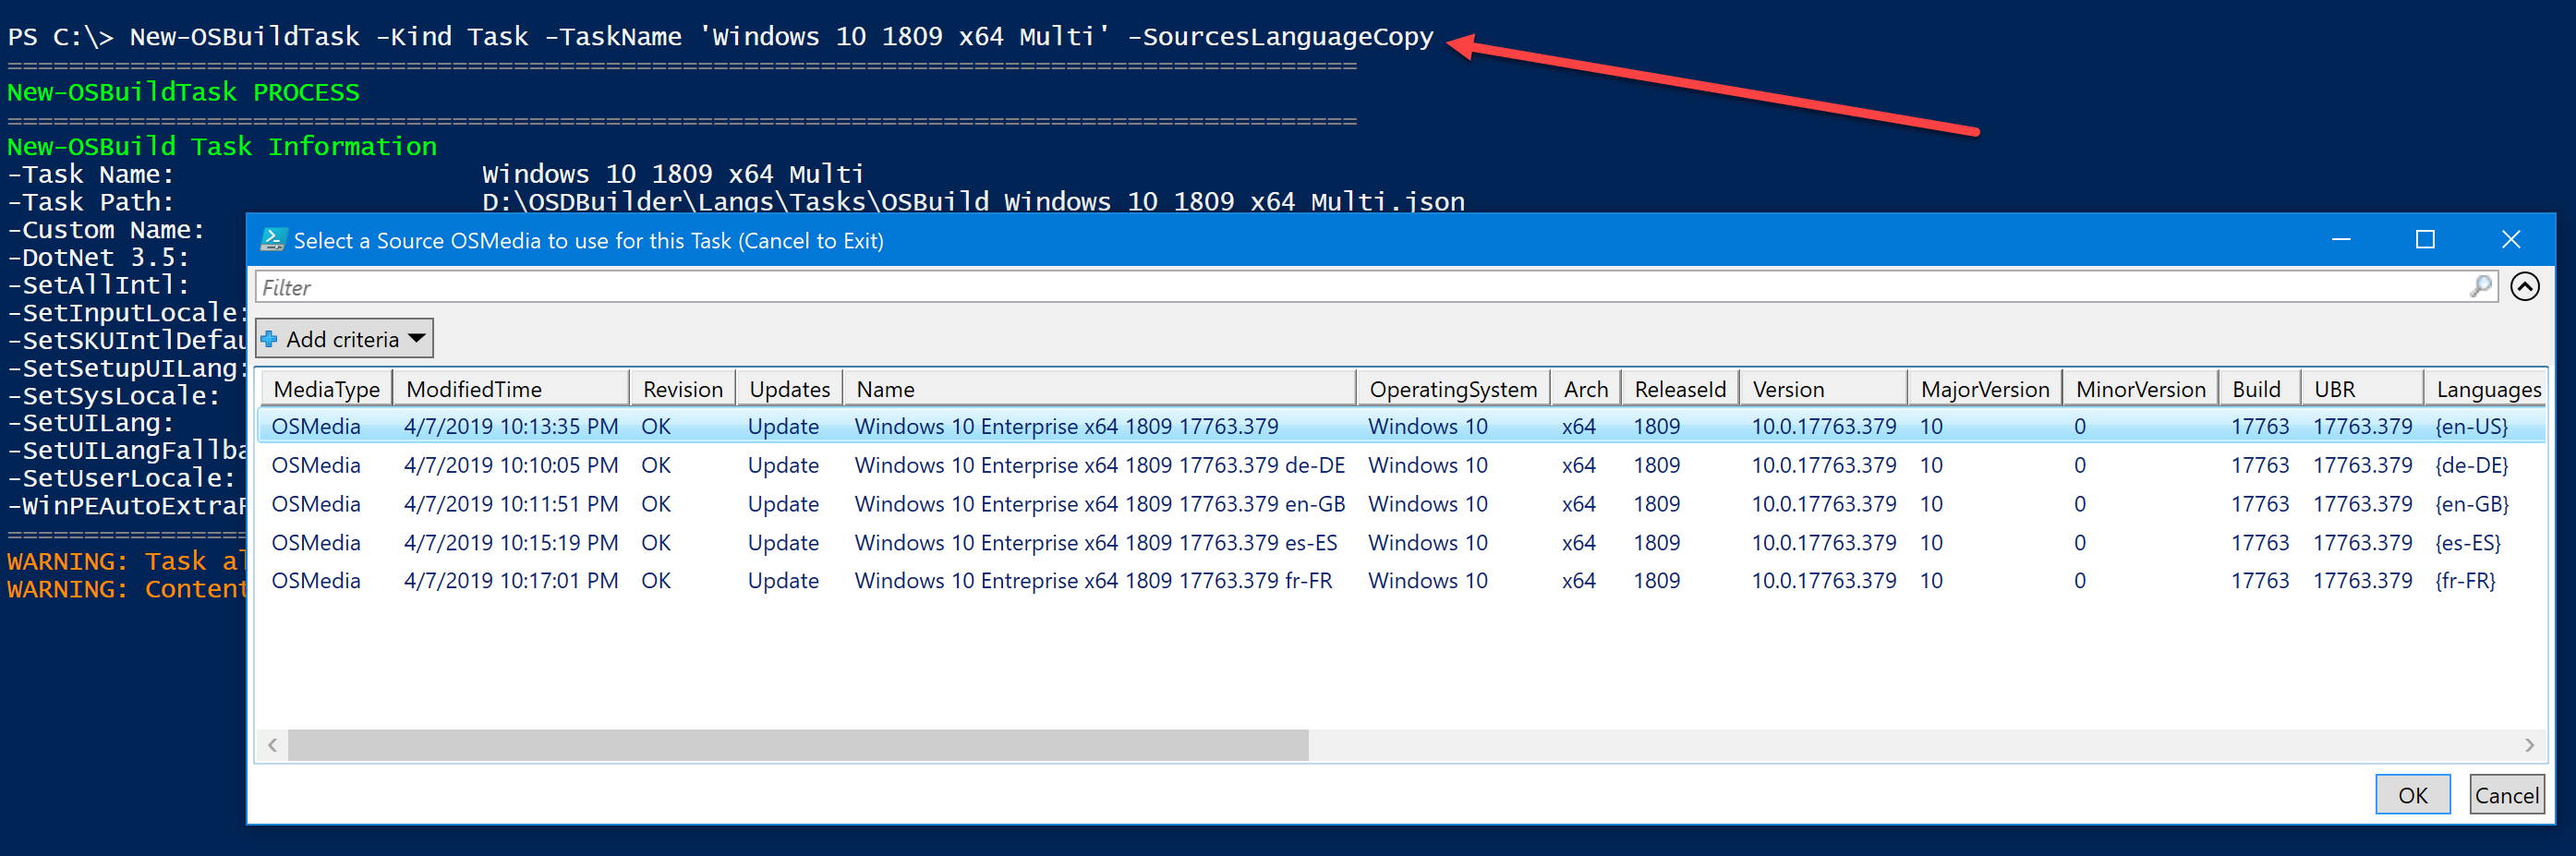 PS C:\> New-OSBuildTask -Kind Task -TaskName 'Windows 10 1809 x64 Multi' -SourcesLanguageCopy
New-OSBuildTask PROCESS
New-OSBuild Task Information
-Task Name: Windows 10 1809 x64 Multi
-Task Path: D:\OSDBuilder\Langs\Tasks\OSBuild Windows 10 1809 x64 Multi.json
-Custom Name:
-DotNet 3.5:
-SetAllIntl:
-SetInputLocale:
-SetSKUIntlDefau
-SetSetupUILang:
-SetSysLocale:
-SetUILang:
-SetUILangFallba
-SetUserLocale:
-WinPEAutoExtra
WARNING: Task al
WARNING: Content
Select a Source OSMedia to use for this Task (Cancel to Exit)
Filter
Add criteria
MediaType ModifiedTime Revision Updates Name OperatingSystem Arch ReleaseId Version MajorVersion MinorVersion Build UBR Languages
OSMedia 4/7/2019 10:13:35 PM OK Update Windows 10 Enterprise x64 1809 17763.379 Windows 10 x64 1809 10.0.17763.379 10 0 17763 17763.379 {en-US}
OSMedia 4/7/2019 10:10:05 PM OK Update Windows 10 Enterprise x64 1809 17763.379 de-DE Windows 10 x64 1809 10.0.17763.379 10 0 17763 17763.379 {de-DE}
OSMedia 4/7/2019 10:11:51 PM OK Update Windows 10 Enterprise x64 1809 17763.379 en-GB Windows 10 x64 1809 10.0.17763.379 10 0 17763 17763.379 {en-GB}
OSMedia 4/7/2019 10:15:19 PM OK Update Windows 10 Enterprise x64 1809 17763.379 es-ES Windows 10 x64 1809 10.0.17763.379 10 0 17763 17763.379 {es-ES}
OSMedia 4/7/2019 10:17:01 PM OK Update Windows 10 Entreprise x64 1809 17763.379 fr-FR Windows 10 x64 1809 10.0.17763.379 10 0 17763 17763.379 {fr-FR}
OK Cancel